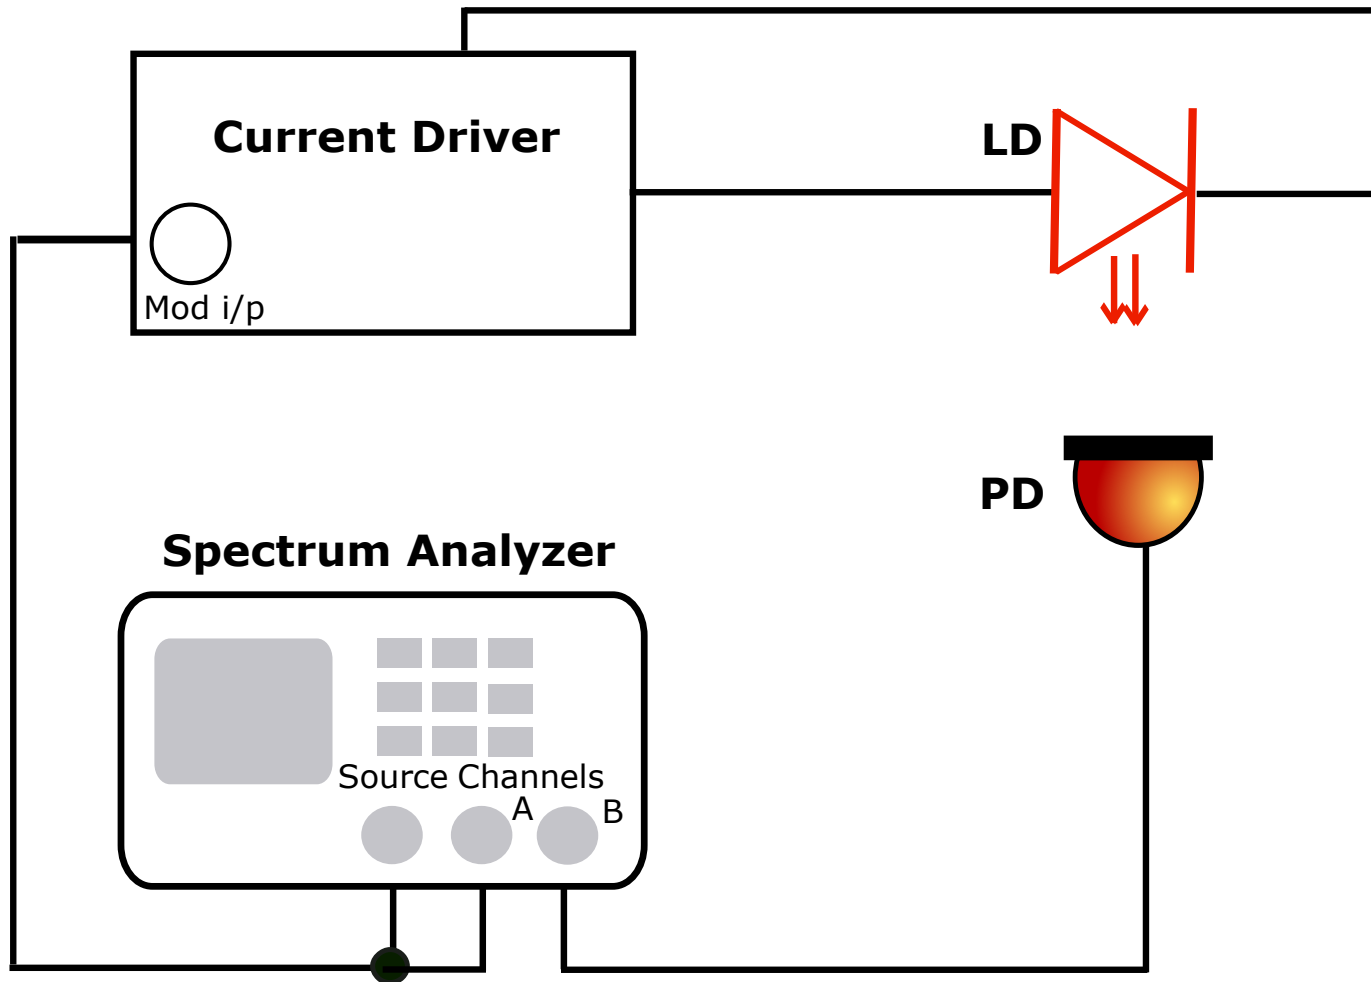 Current Driver
LD
Mod i/p
PD
Spectrum Analyzer
Source Channels
A
B